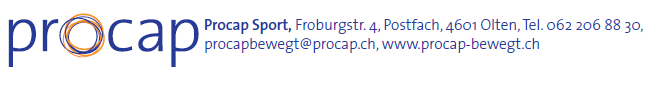 procap
Procap Sport, Froburgstr. 4, Postfach, 4601 Olten, Tel. 062 206 88 30,
procapbewegt@procap.ch, www.procap-bewegt.ch